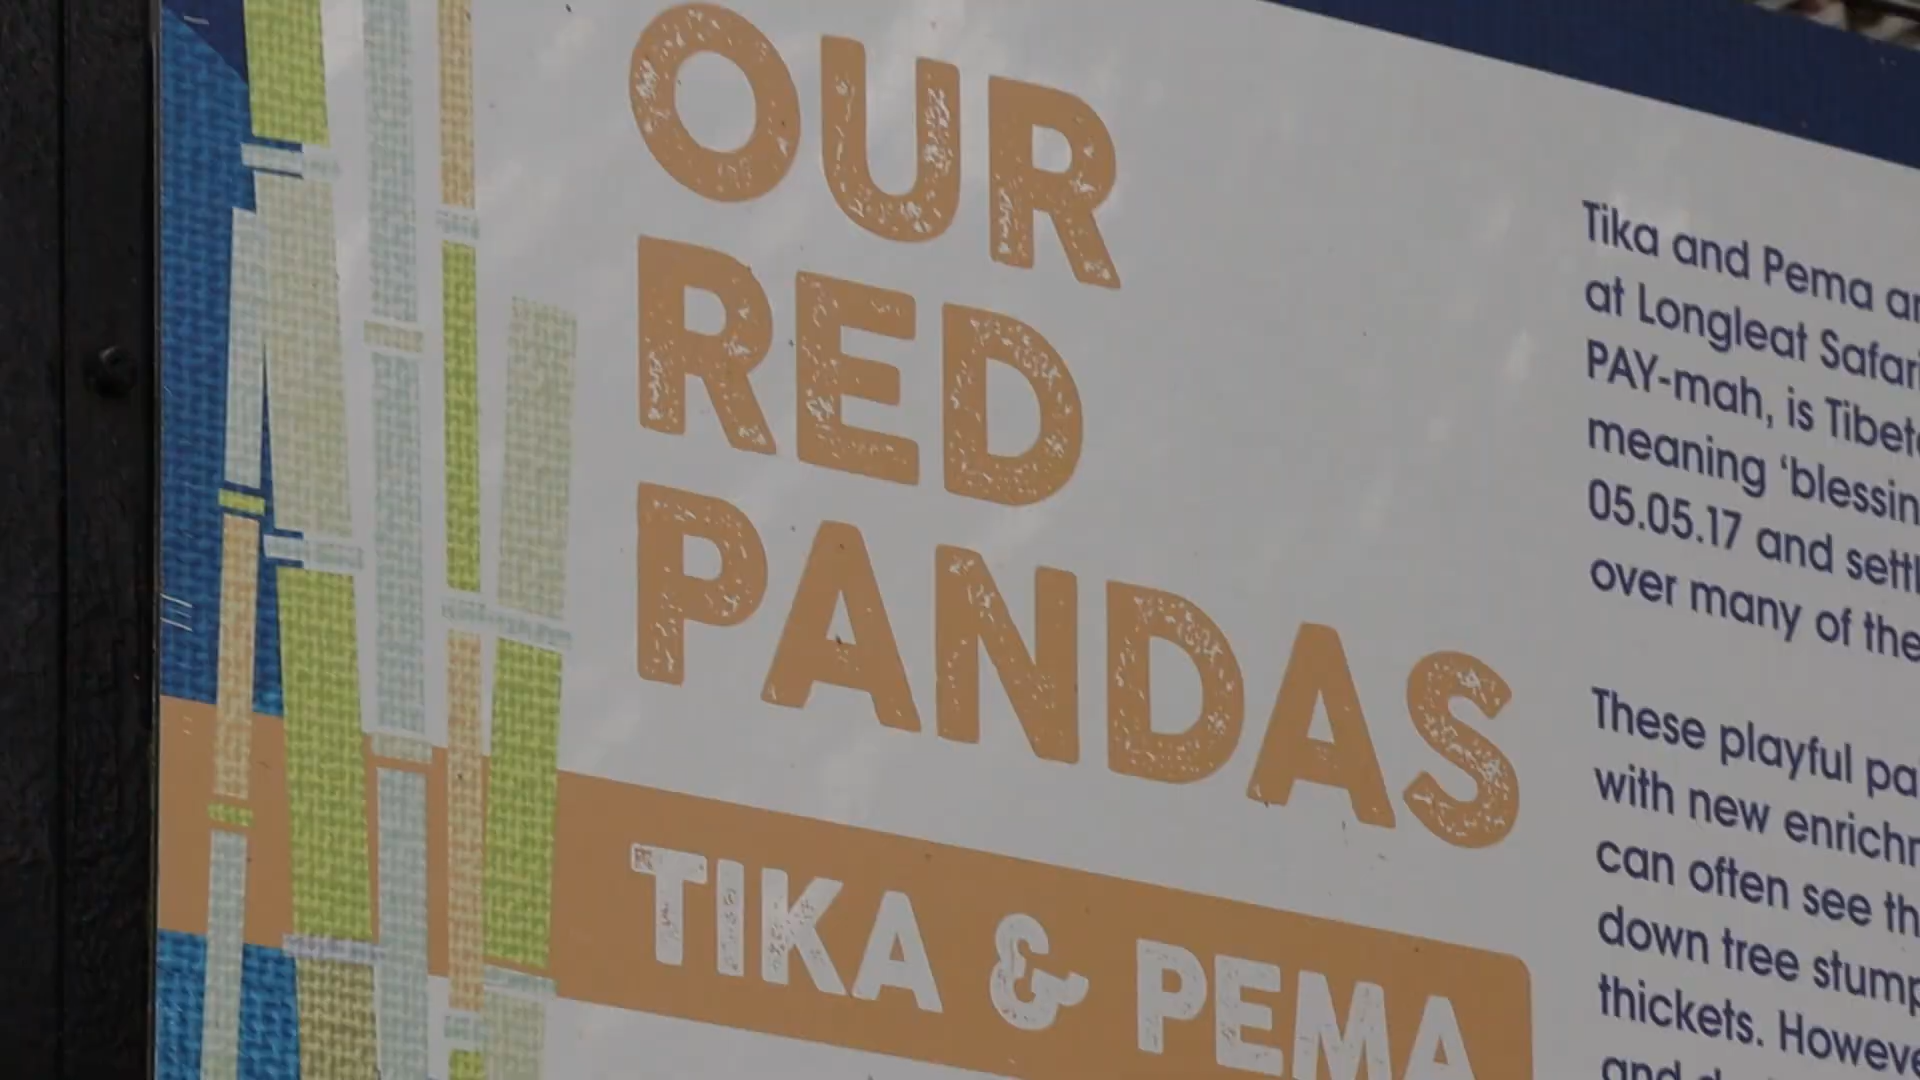 OUR
RED
PANDAS
TIKA & PEMA
Tika and Pema
at Longleat
PAY-mah, is
meaning
05.05.17 and
over many of the
These playful
with new
can often see
down tree
thickets.